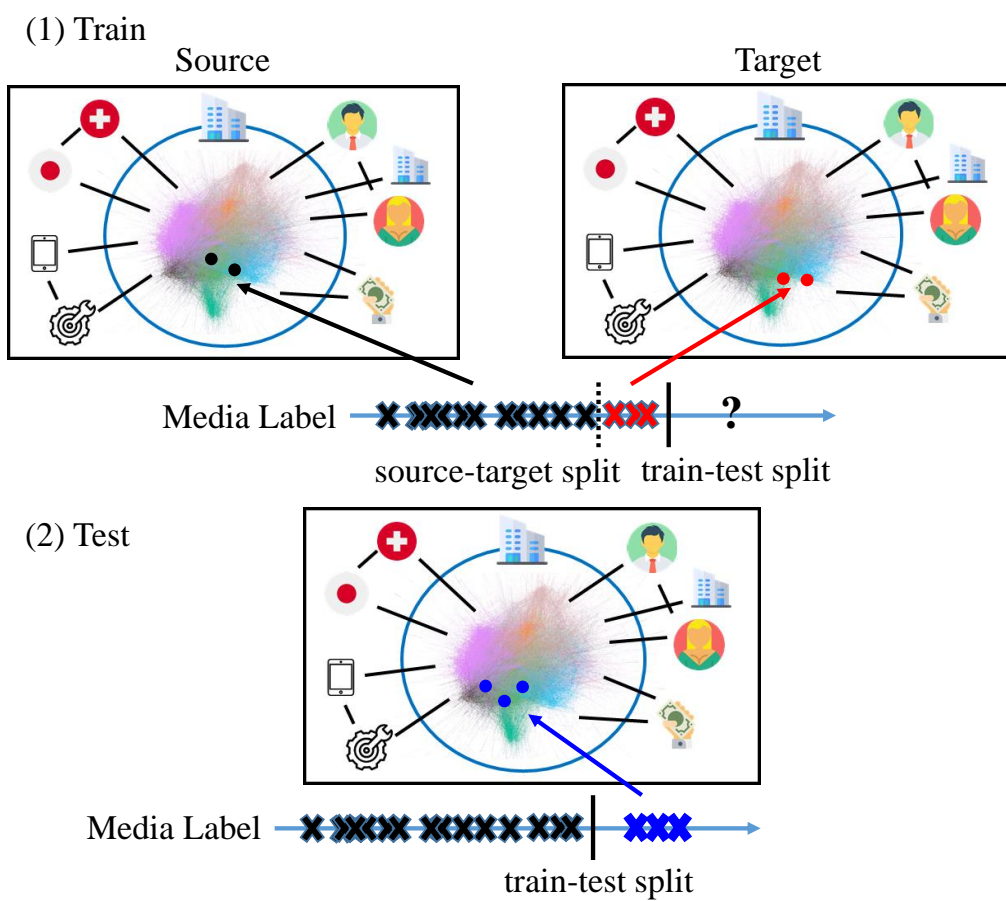 (1) Train
Source
Target
Media Label
?
source-target split
train-test split
(2) Test
Media Label
train-test split